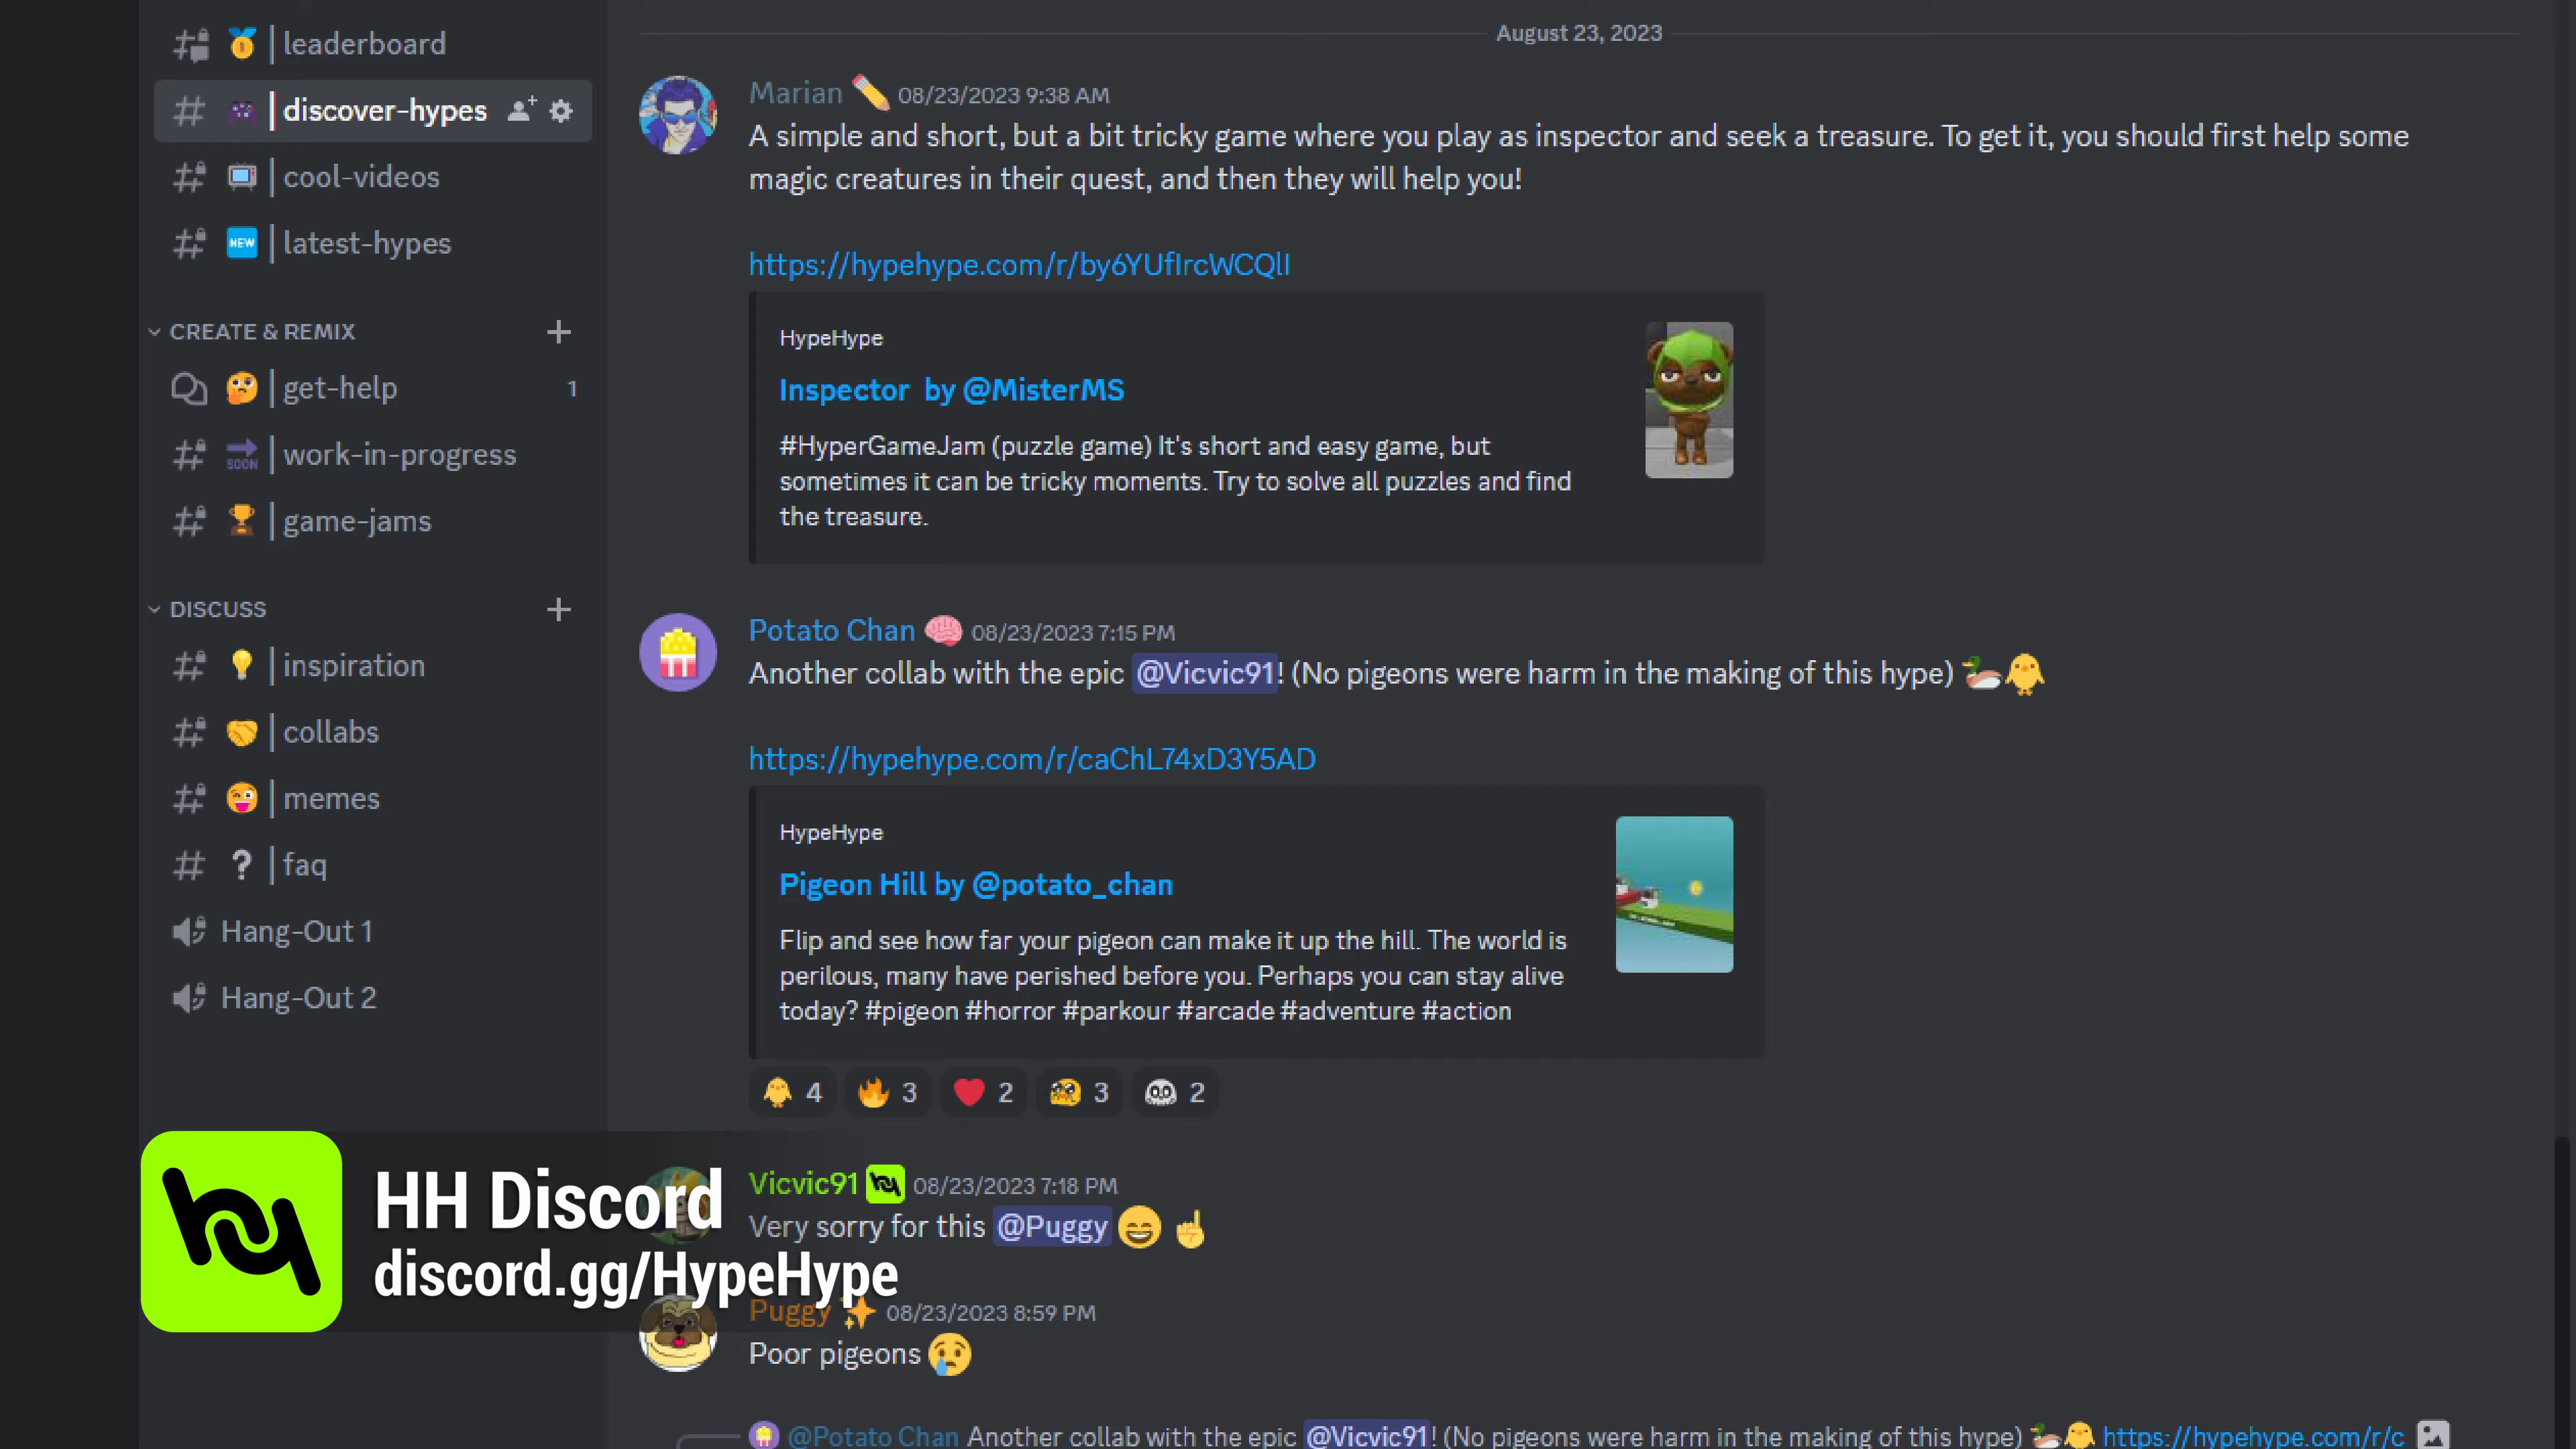 leaderboard
discover-hypes
cool-videos
NEW
latest-hypes
CREATE & REMIX
get-help
1
SOON
work-in-progress
game-jams
DISCUSS
inspiration
collabs
memes
faq
Hang-Out 1
Hang-Out 2
August 23, 2023
Marian 08/23/2023 9:38 AM
A simple and short, but a bit tricky game where you play as inspector and seek a treasure. To get it, you should first help some
magic creatures in their quest, and then they will help you!
https://hypehype.com/r/by6YUfIrcWCQlI
HypeHype
Inspector by @MisterMS
#HyperGameJam (puzzle game) It's short and easy game, but
sometimes it can be tricky moments. Try to solve all puzzles and find
the treasure.
Potato Chan 08/23/2023 7:15 PM
Another collab with the epic @Vicvic91! (No pigeons were harm in the making of this hype) 🦆🐥
https://hypehype.com/r/caChL74xD3Y5AD
HypeHype
Pigeon Hill by @potato_chan
Flip and see how far your pigeon can make it up the hill. The world is
perilous, many have perished before you. Perhaps you can stay alive
today? #pigeon #horror #parkour #arcade #adventure #action
4 3 2 3 2
Vicvic91 08/23/2023 7:18 PM
Very sorry for this @Puggy 😄☝
Puggy 08/23/2023 8:59 PM
Poor pigeons 😢
@Potato Chan Another collab with the epic @Vicvic91! (No pigeons were harm in the making of this hype) 🦆🐥 https://hypehype.com/r/c
HH Discord
discord.gg/HypeHype